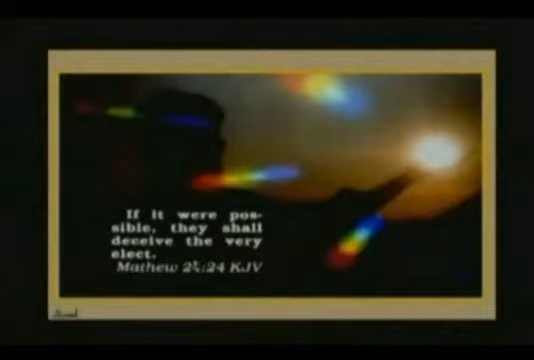 If it were pos-
sible, they shall
deceive the very
elect.
Mathew 24:24 KJV